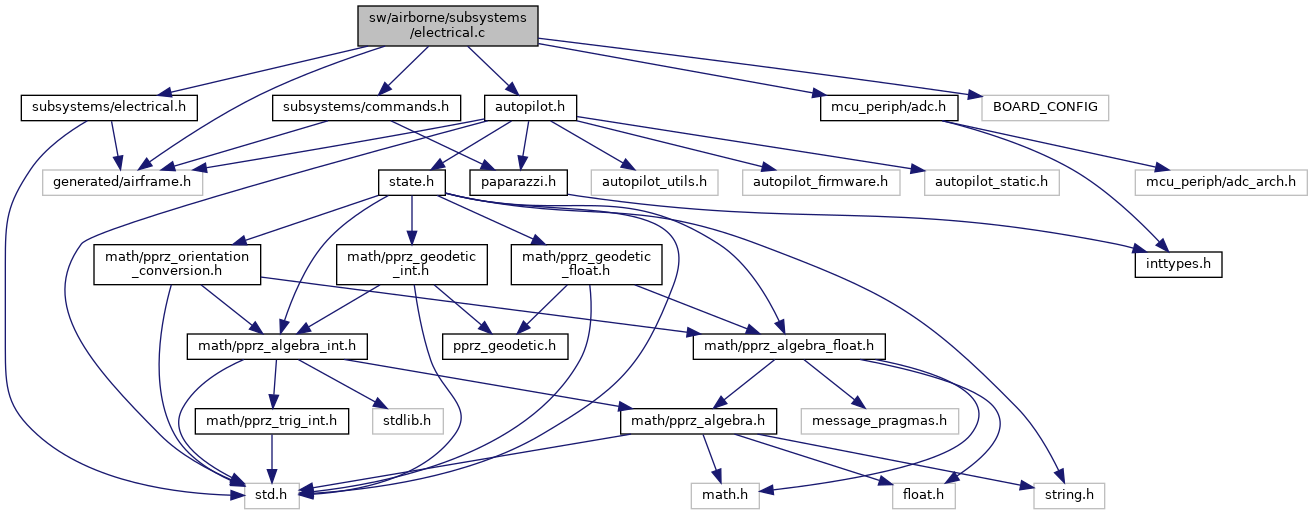 sw/airborne/subsystems
/electrical.c
subsystems/electrical.h
subsystems/commands.h
autopilot.h
mcu_periph/adc.h
BOARD_CONFIG
generated/airframe.h
state.h
paparazzi.h
autopilot_utils.h
autopilot_firmware.h
autopilot_static.h
mcu_periph/adc_arch.h
math/pprz_orientation
_conversion.h
math/pprz_geodetic
_int.h
math/pprz_geodetic
_float.h
inttypes.h
math/pprz_algebra_int.h
pprz_geodetic.h
math/pprz_algebra_float.h
math/pprz_trig_int.h
stdlib.h
math/pprz_algebra.h
message_pragmas.h
std.h
math.h
float.h
string.h